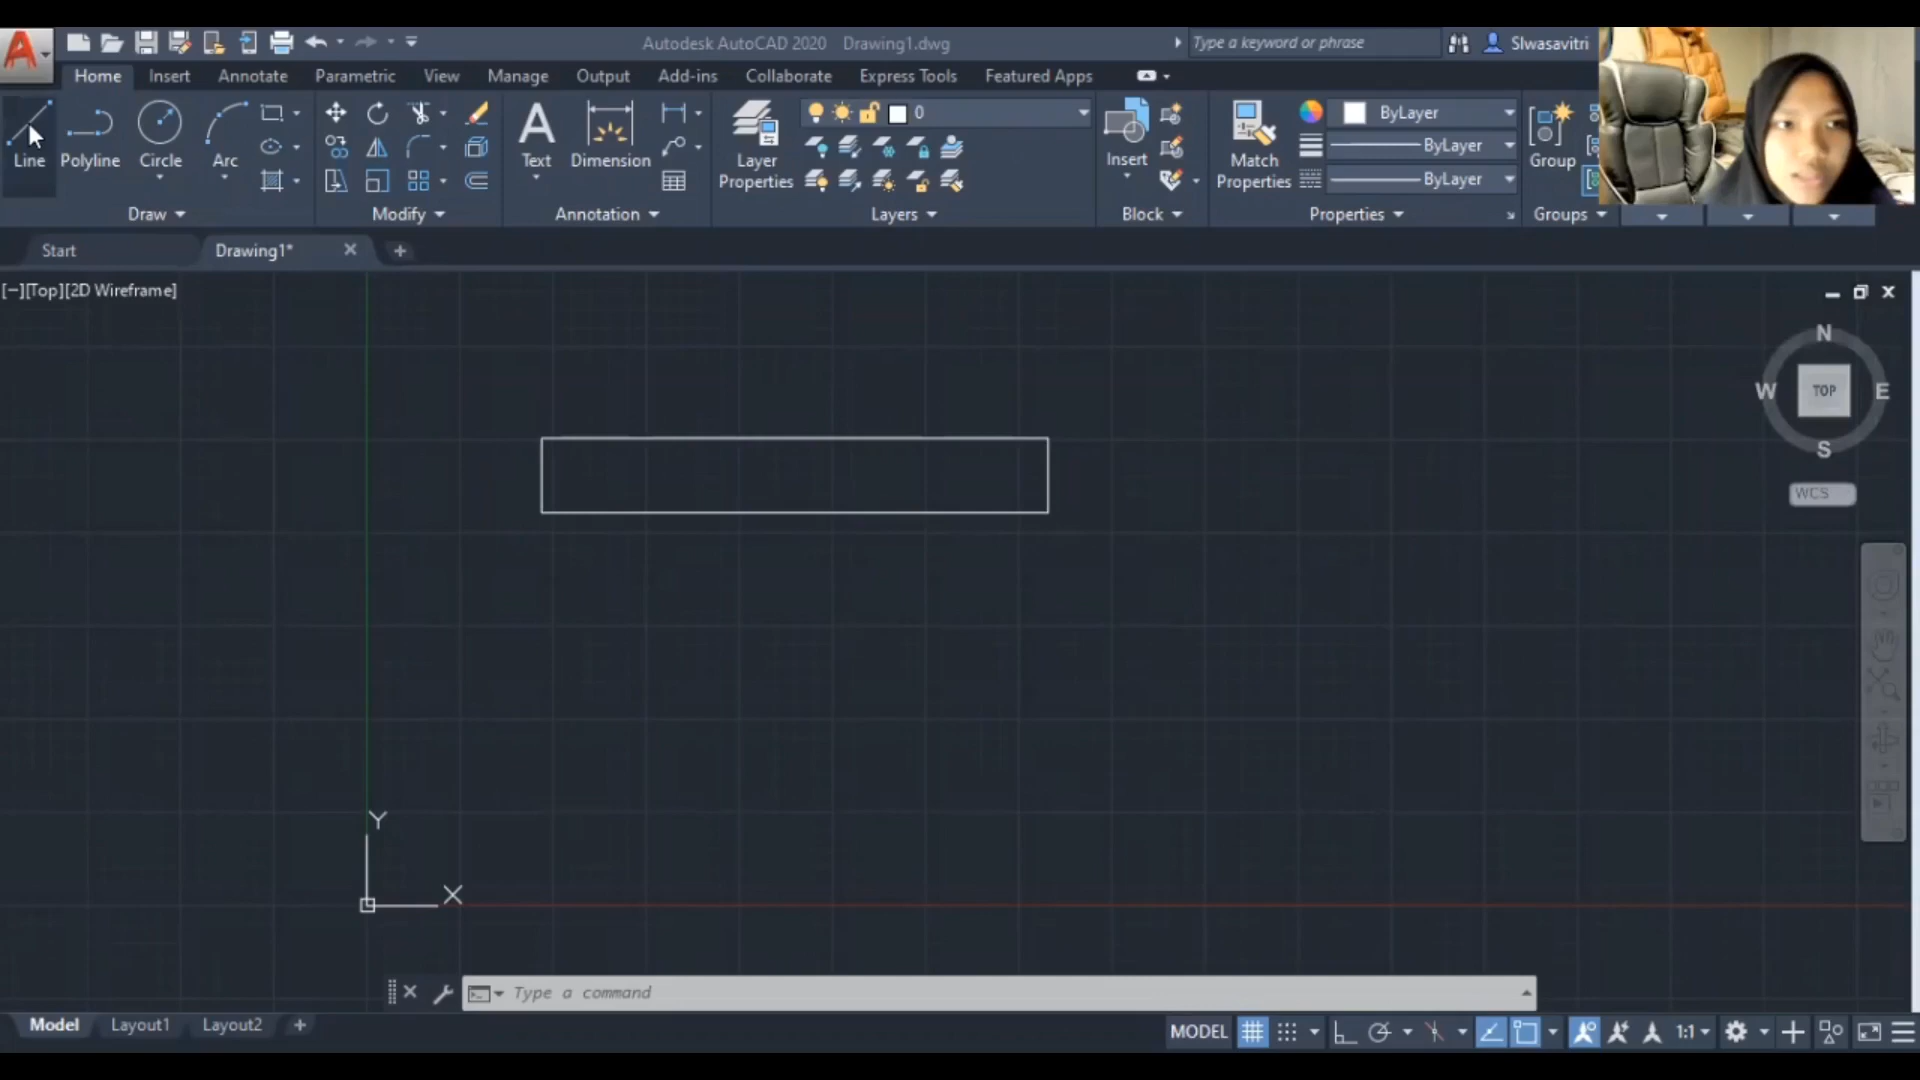 Autodesk AutoCAD 2020 Drawing1.dwg
Type a keyword or phrase
Slwasavitri
Home Insert Annotate Parametric View Manage Output Add-ins Collaborate Express Tools Featured Apps
Line Polyline Circle Arc
Text Dimension
Layer Properties
0
Insert
Match Properties
ByLayer
ByLayer
ByLayer
Group
Draw Modify Annotation Layers Block Properties Groups
Start Drawing1*
[−][Top][2D Wireframe]
N
W TOP E
S
WCS
Y
X
Type a command
Model Layout1 Layout2
MODEL 1:1